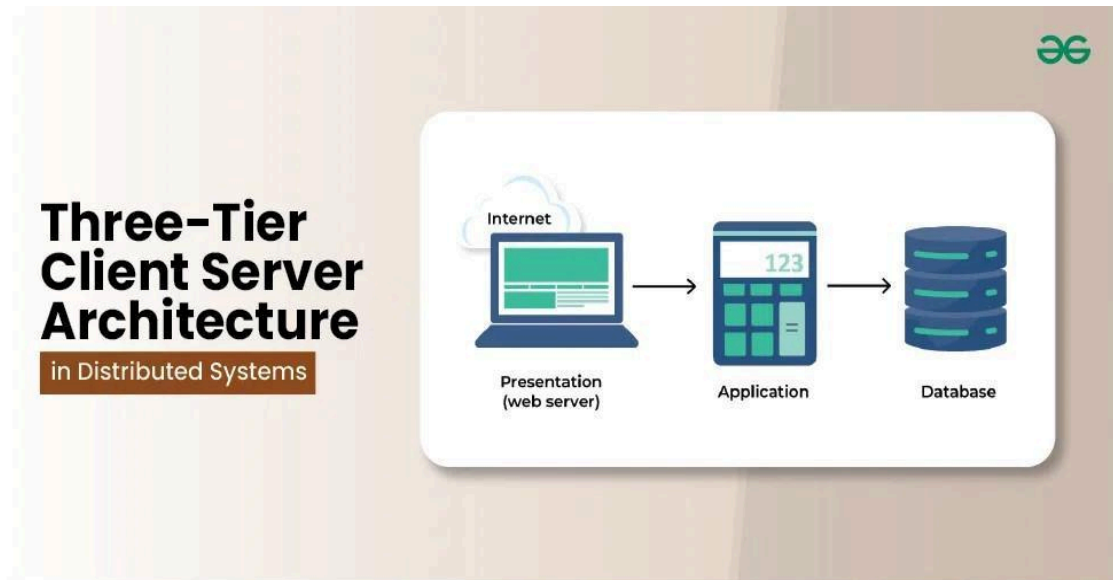 Three-Tier
Client Server
Architecture
in Distributed Systems
Internet
123
=
Presentation
(web server)
Application
Database